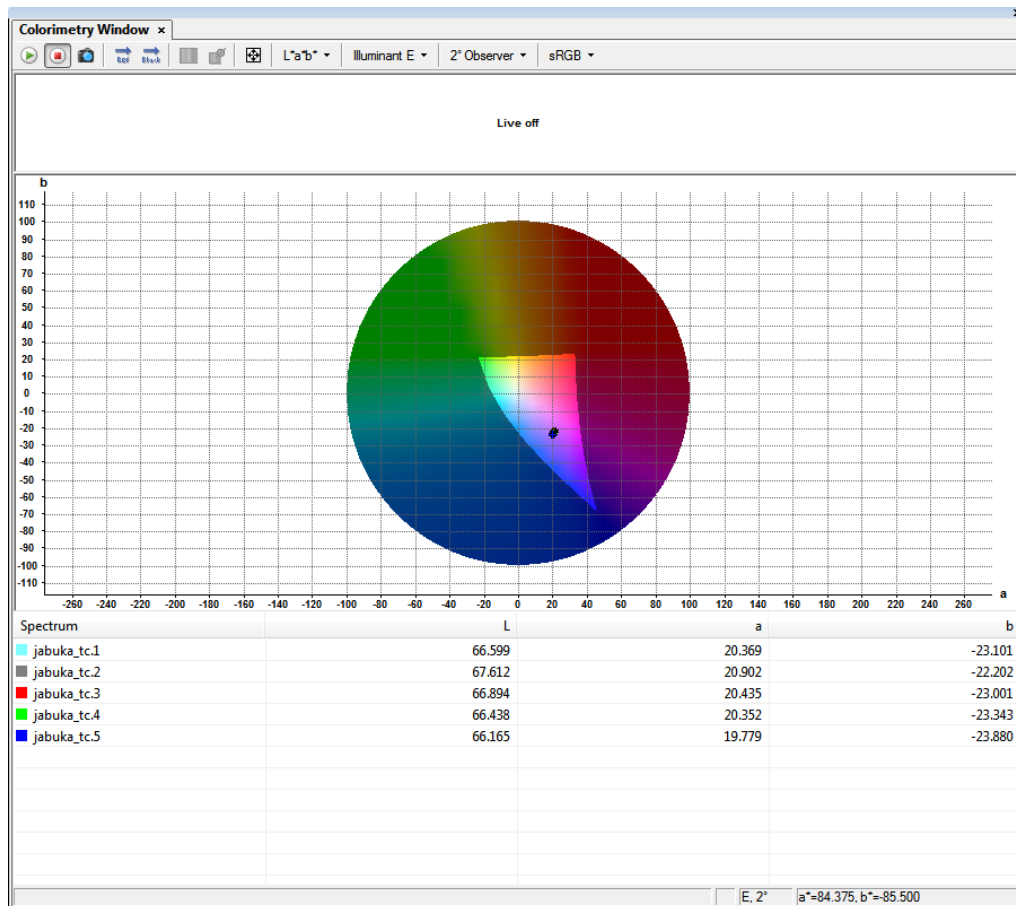 Colorimetry Window ×
Ref Black L*a*b* Illuminant E 2° Observer sRGB
Live off
b
110
100
90
80
70
60
50
40
30
20
10
0
-10
-20
-30
-40
-50
-60
-70
-80
-90
-100
-110
-260 -240 -220 -200 -180 -160 -140 -120 -100 -80 -60 -40 -20 0 20 40 60 80 100 120 140 160 180 200 220 240 260
a
Spectrum L a b
jabuka_tc.1 66.599 20.369 -23.101
jabuka_tc.2 67.612 20.902 -22.202
jabuka_tc.3 66.894 20.435 -23.001
jabuka_tc.4 66.438 20.352 -23.343
jabuka_tc.5 66.165 19.779 -23.880
E, 2° a*=84.375, b*=-85.500